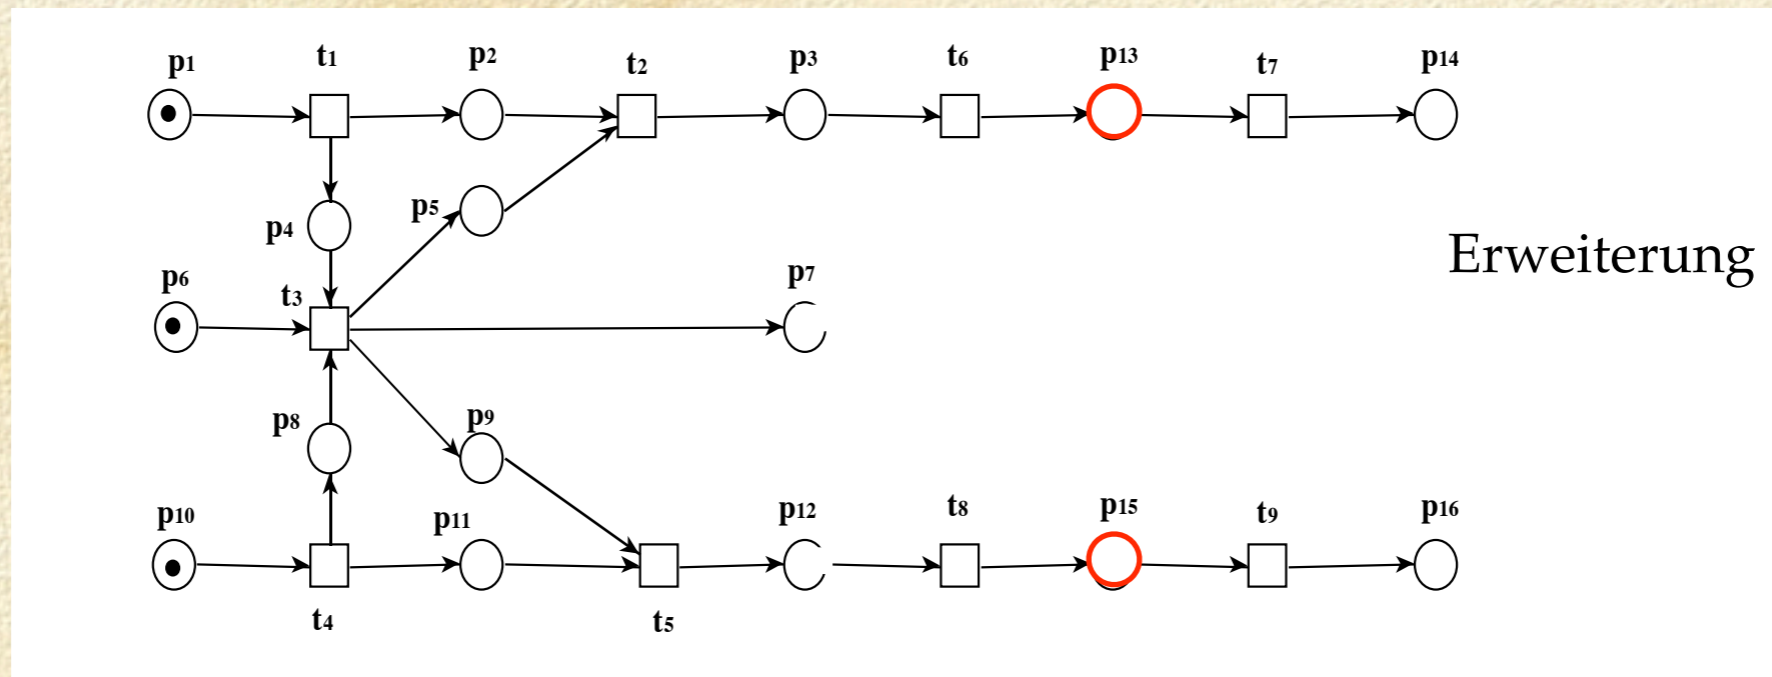 p1 t1 p2 t2 p3 t6 p13 t7 p14
p4 p5 Erweiterung
p6 t3 p7
p8 p9
p10 p11 p12 t8 p15 t9 p16
t4 t5